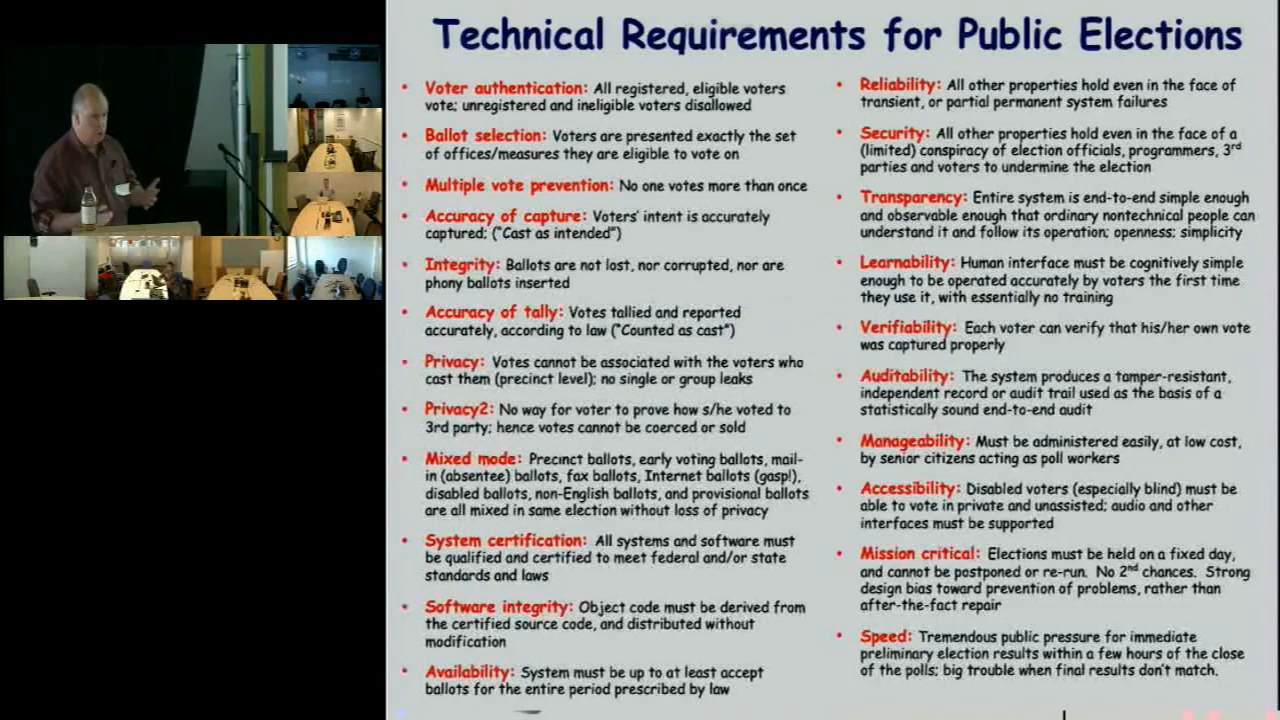 Technical Requirements for Public Elections
• Voter authentication: All registered, eligible voters
vote; unregistered and ineligible voters disallowed
• Ballot selection: Voters are presented exactly the set
of offices/measures they are eligible to vote on
• Multiple vote prevention: No one votes more than once
• Accuracy of capture: Voters' intent is accurately
captured; ("Cast as intended")
• Integrity: Ballots are not lost, nor corrupted, nor are
phony ballots inserted
• Accuracy of tally: Votes tallied and reported
accurately, according to law ("Counted as cast")
• Privacy: Votes cannot be associated with the voters who
cast them (precinct level); no single or group leaks
• Privacy2: No way for voter to prove how s/he voted to
3rd party; hence votes cannot be coerced or sold
• Mixed mode: Precinct ballots, early voting ballots, mail-
in (absentee) ballots, fax ballots, Internet ballots (gasp!),
disabled ballots, non-English ballots, and provisional ballots
are all mixed in same election without loss of privacy
• System certification: All systems and software must
be qualified and certified to meet federal and/or state
standards and laws
• Software integrity: Object code must be derived from
the certified source code, and distributed without
modification
• Availability: System must be up to at least accept
ballots for the entire period prescribed by law
• Reliability: All other properties hold even in the face of
transient, or partial permanent system failures
• Security: All other properties hold even in the face of a
(limited) conspiracy of election officials, programmers, 3rd
parties and voters to undermine the election
• Transparency: Entire system is end-to-end simple enough
and observable enough that ordinary nontechnical people can
understand it and follow its operation; openness; simplicity
• Learnability: Human interface must be cognitively simple
enough to be operated accurately by voters the first time
they use it, with essentially no training
• Verifiability: Each voter can verify that his/her own vote
was captured properly
• Auditability: The system produces a tamper-resistant,
independent record or audit trail used as the basis of a
statistically sound end-to-end audit
• Manageability: Must be administered easily, at low cost,
by senior citizens acting as poll workers
• Accessibility: Disabled voters (especially blind) must be
able to vote in private and unassisted; audio and other
interfaces must be supported
• Mission critical: Elections must be held on a fixed day,
and cannot be postponed or re-run. No 2nd chances. Strong
design bias toward prevention of problems, rather than
after-the-fact repair
• Speed: Tremendous public pressure for immediate
preliminary election results within a few hours of the close
of the polls; big trouble when final results don't match.